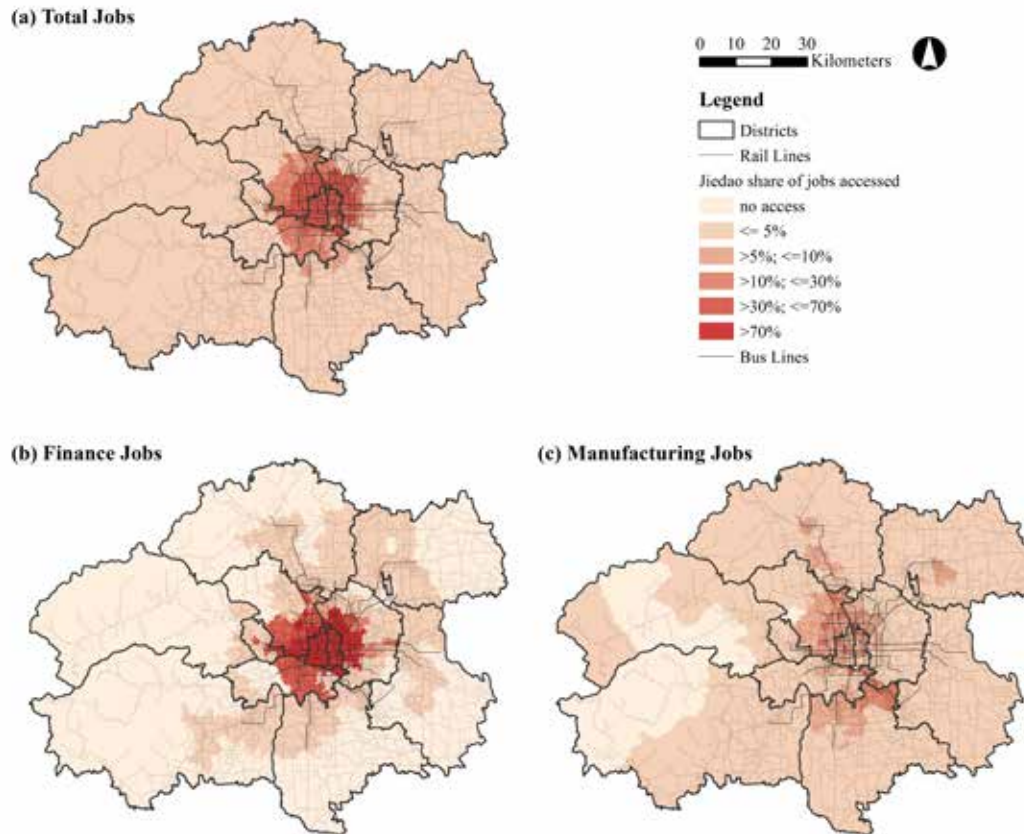 (a) Total Jobs
0 10 20 30
Kilometers
Legend
Districts
Rail Lines
Jiedao share of jobs accessed
no access
<= 5%
>5%; <=10%
>10%; <=30%
>30%; <=70%
>70%
Bus Lines
(b) Finance Jobs
(c) Manufacturing Jobs